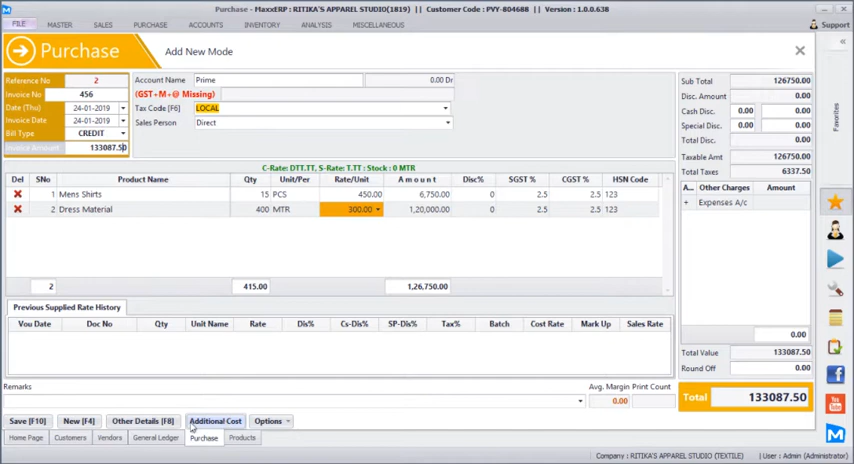 Purchase - MaxxERP : RITIKA'S APPAREL STUDIO(1819) || Customer Code : PVY-804688 || Version : 1.0.0.638
FILE MASTER SALES PURCHASE ACCOUNTS INVENTORY ANALYSIS MISCELLANEOUS Support
Purchase Add New Mode
Reference No 2 Account Name Prime 0.00 Dr Sub Total 126750.00
Invoice No 456 (GST+M+@ Missing) Disc. Amount 0.00
Date (Thu) 24-01-2019 Tax Code [F6] LOCAL Cash Disc. 0.00 0.00
Invoice Date 24-01-2019 Sales Person Direct Special Disc. 0.00 0.00
Bill Type CREDIT Total Disc. 0.00
Invoice Amount 133087.50 Taxable Amt 126750.00
C-Rate: DTT.TT, S-Rate: T.TT : Stock : 0 MTR Total Taxes 6337.50
Del SNo Product Name Qty Unit/Per Rate/Unit Amount Disc% SGST % CGST % HSN Code A... Other Charges Amount
1 Mens Shirts 15 PCS 450.00 6,750.00 0 2.5 2.5 123 + Expenses A/c
2 Dress Material 400 MTR 300.00 1,20,000.00 0 2.5 2.5 123
2 415.00 1,26,750.00
Previous Supplied Rate History
Vou Date Doc No Qty Unit Name Rate Dis% Cs-Dis% SP-Dis% Tax% Batch Cost Rate Mark Up Sales Rate
0.00
Total Value 133087.50
Round Off 0.00
Remarks Avg. Margin Print Count
0.00 Total 133087.50
Save [F10] New [F4] Other Details [F8] Additional Cost Options
Home Page Customers Vendors General Ledger Purchase Products
Company : RITIKA'S APPAREL STUDIO (TEXTILE) User : Admin (Administrator)
Favorites
You Tube